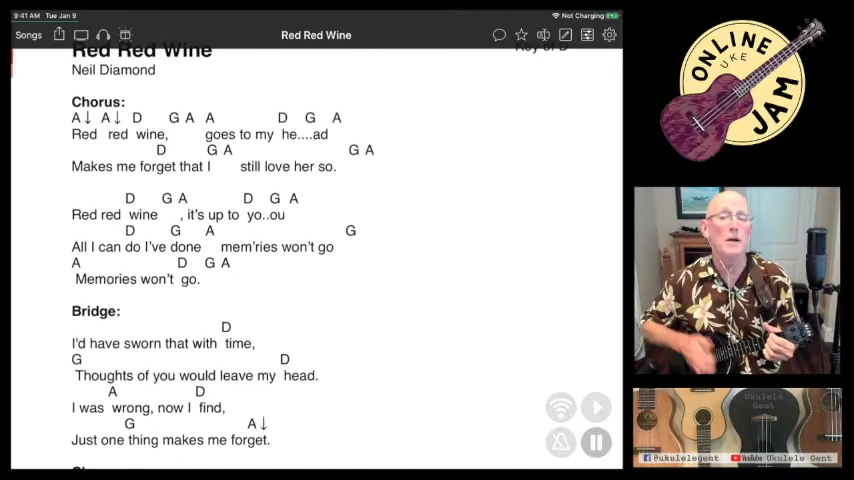 9:41 AM Tue Jan 9
Not Charging
Songs
Red Red Wine
Red Red Wine
Key of D
Neil Diamond
Chorus:
A↓ A↓ D G A A D G A
Red red wine, goes to my he....ad
D G A G A
Makes me forget that I still love her so.
D G A D G A
Red red wine , it's up to yo..ou
D G A G
All I can do I've done mem'ries won't go
A D G A
Memories won't go.
Bridge:
D
I'd have sworn that with time,
G D
Thoughts of you would leave my head.
A D
I was wrong, now I find,
G A↓
Just one thing makes me forget.
ONLINE
UKE
JAM
Ukulele
Gent
@ukulelegent
YouTube Ukulele Gent